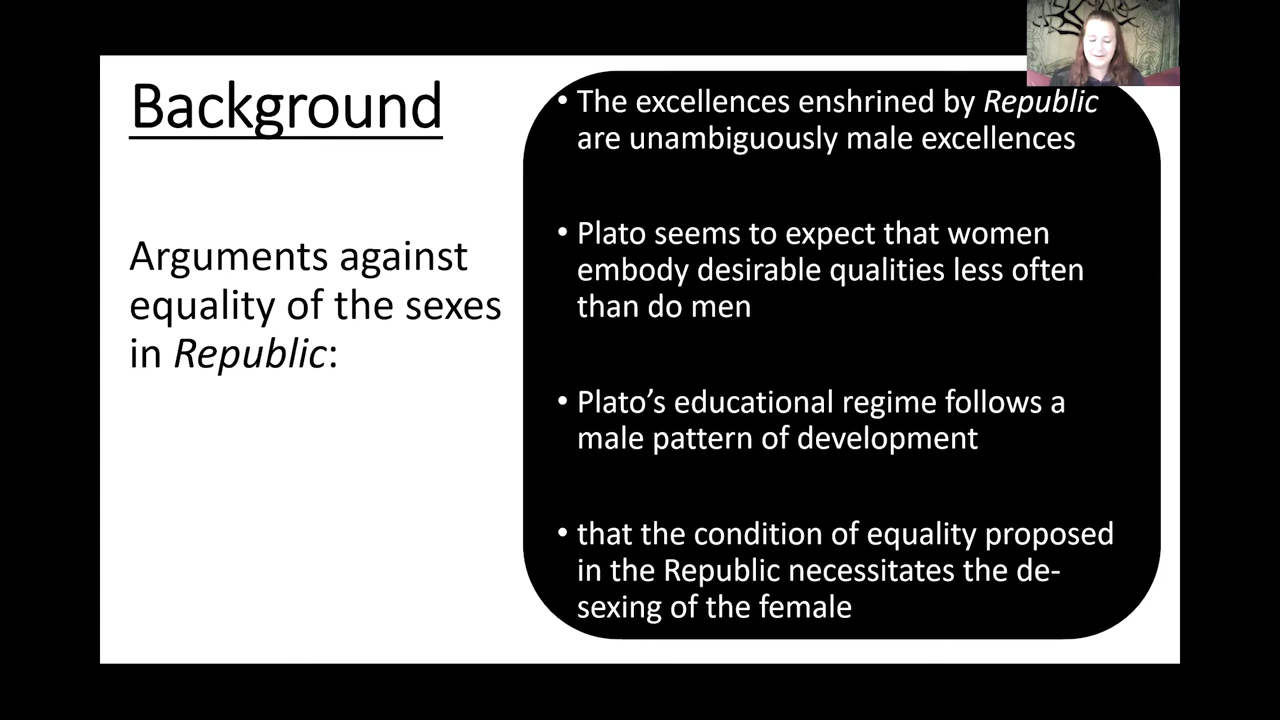 Background
Arguments against
equality of the sexes
in Republic:
• The excellences enshrined by Republic
are unambiguously male excellences
• Plato seems to expect that women
embody desirable qualities less often
than do men
• Plato’s educational regime follows a
male pattern of development
• that the condition of equality proposed
in the Republic necessitates the de-
sexing of the female